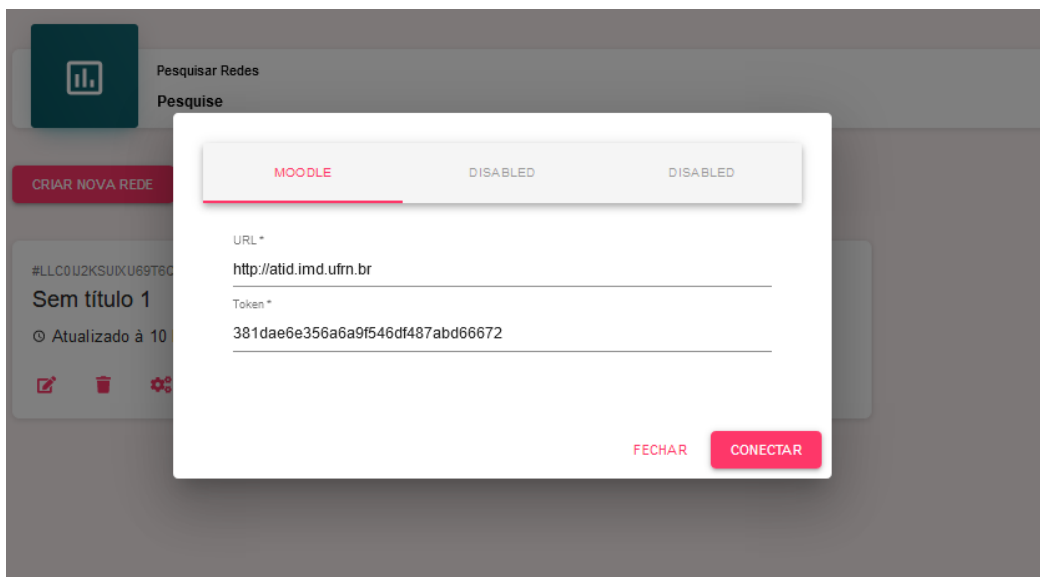 Pesquisar Redes
Pesquise
CRIAR NOVA REDE
MOODLE DISABLED DISABLED
URL *
http://atid.imd.ufrn.br
Token *
381dae6e356a6a9f546df487abd66672
Sem título 1
Atualizado à 10
FECHAR CONECTAR